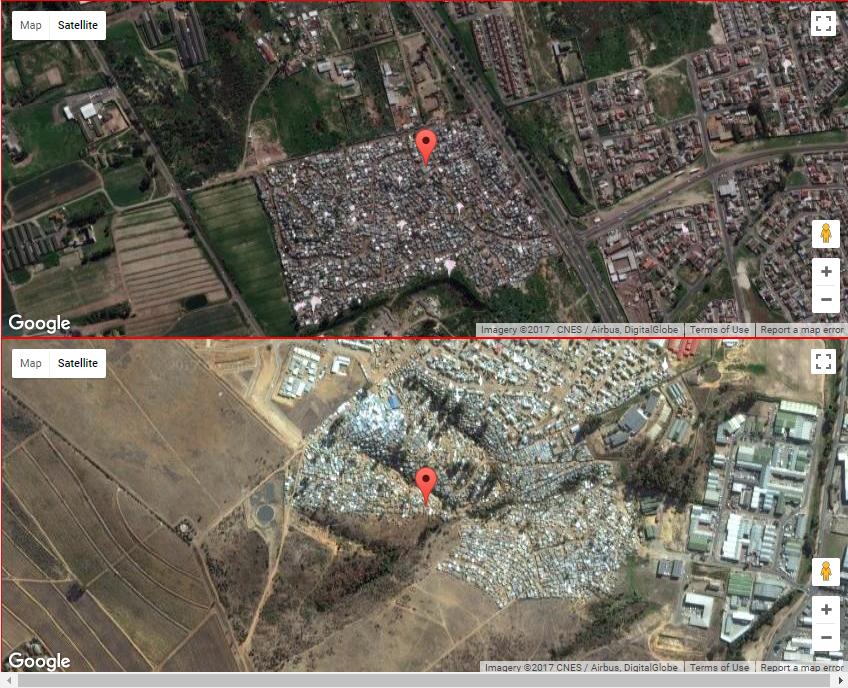 Map Satellite
Google
Imagery ©2017 , CNES / Airbus, DigitalGlobe Terms of Use Report a map error
Map Satellite
Google
Imagery ©2017 , CNES / Airbus, DigitalGlobe Terms of Use Report a map error